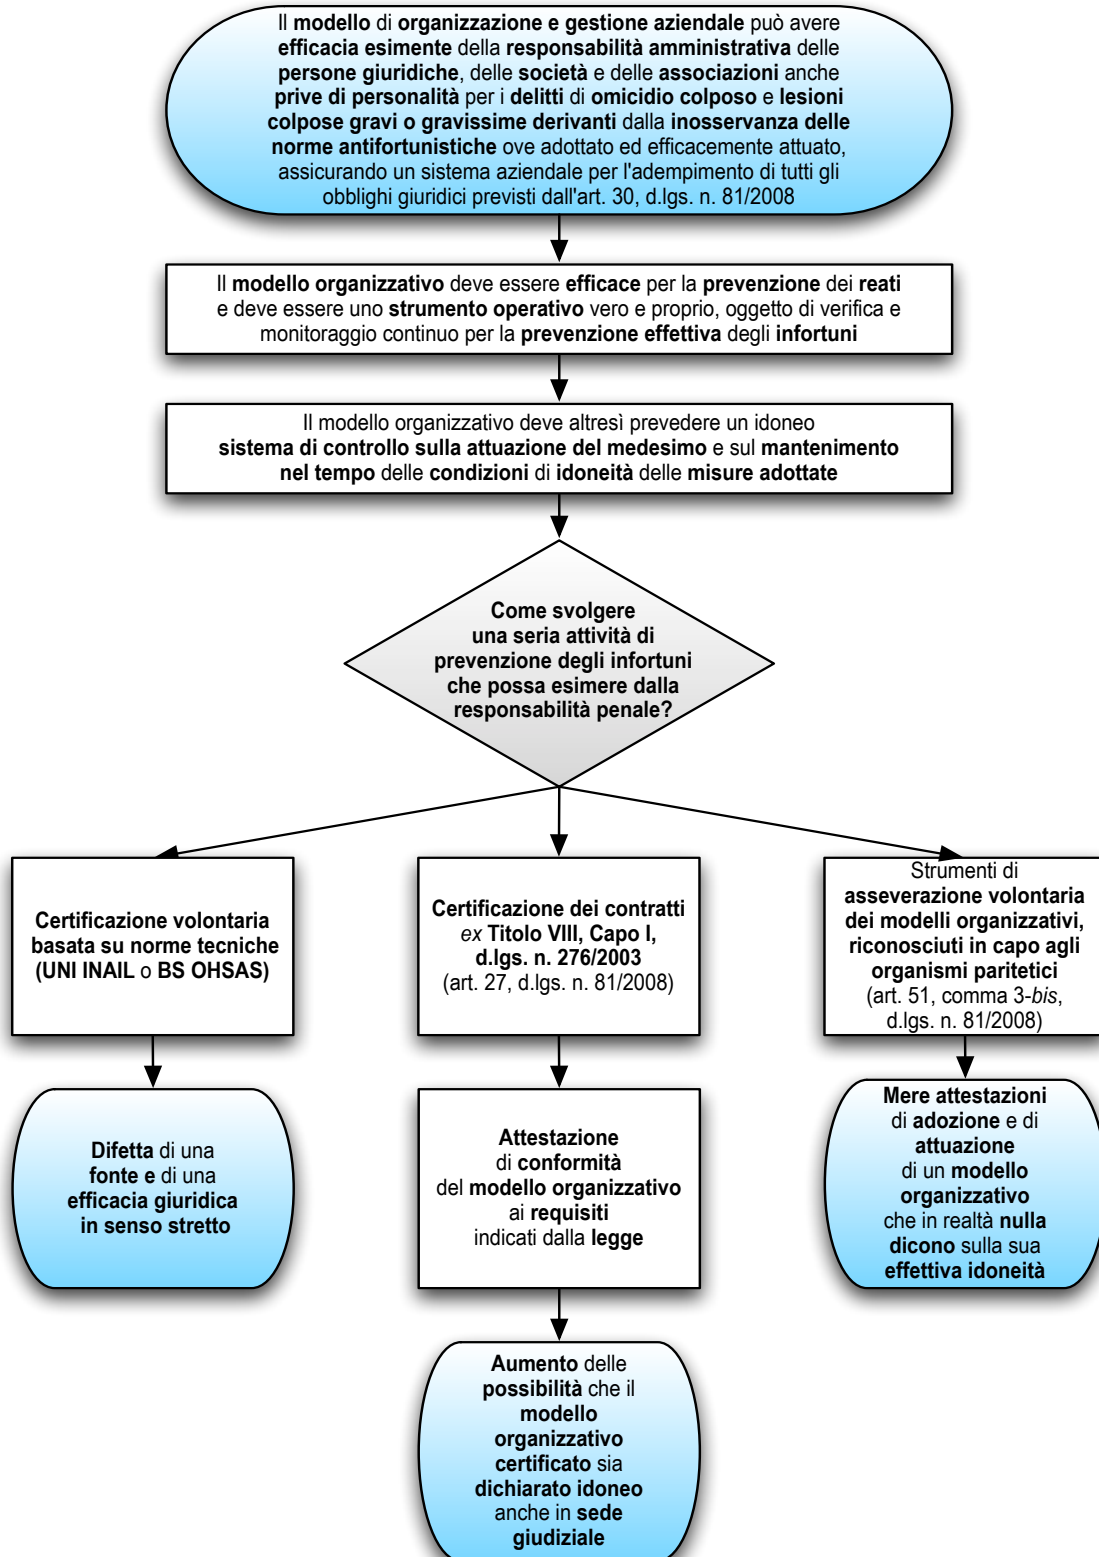 Il modello di organizzazione e gestione aziendale può avere
efficacia esimente della responsabilità amministrativa delle
persone giuridiche, delle società e delle associazioni anche
prive di personalità per i delitti di omicidio colposo e lesioni
colpose gravi o gravissime derivanti dalla inosservanza delle
norme antifortunistiche ove adottato ed efficacemente attuato,
assicurando un sistema aziendale per l'adempimento di tutti gli
obblighi giuridici previsti dall'art. 30, d.lgs. n. 81/2008
Il modello organizzativo deve essere efficace per la prevenzione dei reati
e deve essere uno strumento operativo vero e proprio, oggetto di verifica e
monitoraggio continuo per la prevenzione effettiva degli infortuni
Il modello organizzativo deve altresì prevedere un idoneo
sistema di controllo sulla attuazione del medesimo e sul mantenimento
nel tempo delle condizioni di idoneità delle misure adottate
Come svolgere
una seria attività di
prevenzione degli infortuni
che possa esimere dalla
responsabilità penale?
Certificazione volontaria
basata su norme tecniche
(UNI INAIL o BS OHSAS)
Certificazione dei contratti
ex Titolo VIII, Capo I,
d.lgs. n. 276/2003
(art. 27, d.lgs. n. 81/2008)
Strumenti di
asseverazione volontaria
dei modelli organizzativi,
riconosciuti in capo agli
organismi paritetici
(art. 51, comma 3-bis,
d.lgs. n. 81/2008)
Difetta di una
fonte e di una
efficacia giuridica
in senso stretto
Attestazione
di conformità
del modello organizzativo
ai requisiti
indicati dalla legge
Mere attestazioni
di adozione e di
attuazione
di un modello
organizzativo
che in realtà nulla
dicono sulla sua
effettiva idoneità
Aumento delle
possibilità che il
modello
organizzativo
certificato sia
dichiarato idoneo
anche in sede
giudiziale